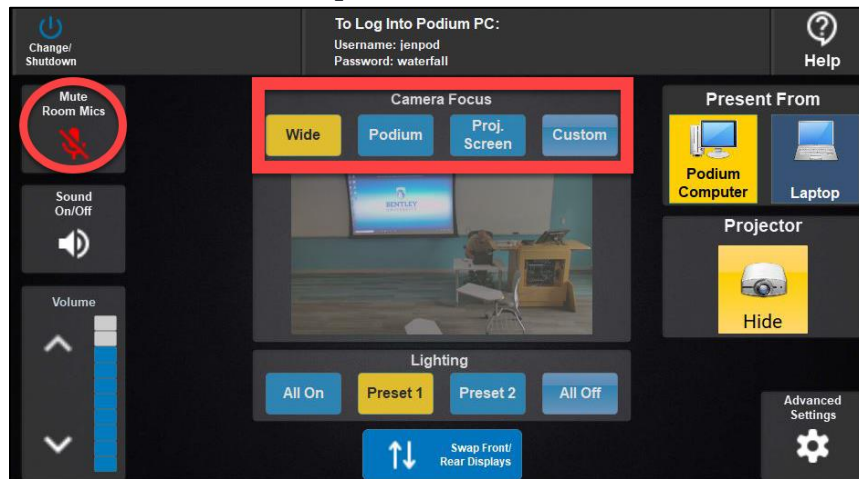 Change/
Shutdown
To Log Into Podium PC:
Username: jenpod
Password: waterfall
Help
Mute
Room Mics
Camera Focus
Wide
Podium
Proj.
Screen
Custom
Present From
Podium
Computer
Laptop
Sound
On/Off
BENTLEY
Projector
Hide
Volume
Lighting
All On
Preset 1
Preset 2
All Off
Swap Front/
Rear Displays
Advanced
Settings